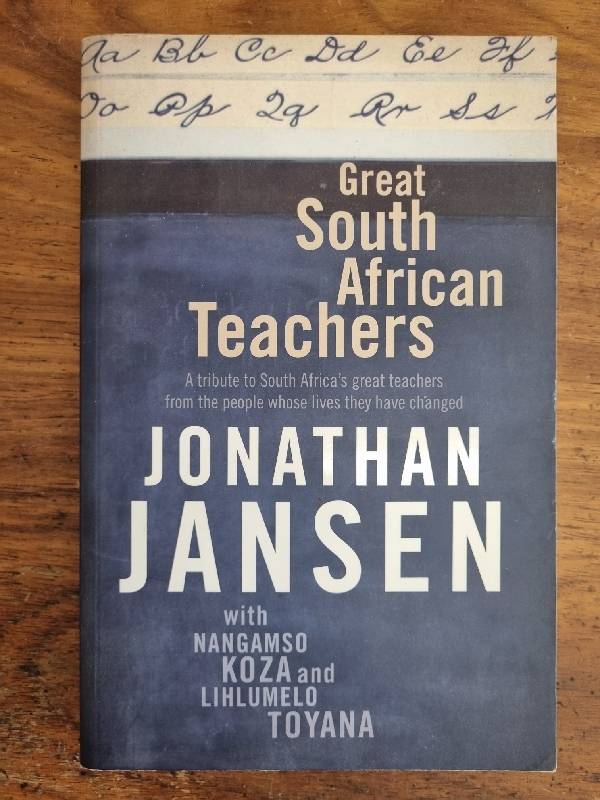 Aa Bb Cc Dd Ee Ff
Oo Pp Qq Rr Ss
Great
South
African
Teachers
A tribute to South Africa's great teachers
from the people whose lives they have changed
JONATHAN
JANSEN
with
NANGAMSO
KOZA and
LIHLUMELO
TOYANA